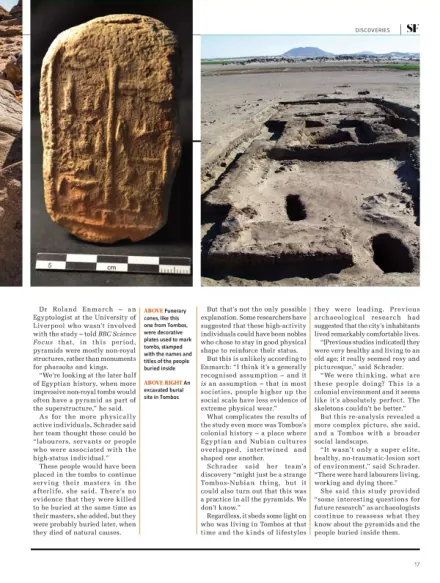 DISCOVERIES SF
cm
Dr Roland Enmarch – an
Egyptologist at the University of
Liverpool who wasn't involved
with the study – told BBC Science
Focus that, in this period,
pyramids were mostly non-royal
structures, rather than monuments
for pharaohs and kings.
"We're looking at the later half
of Egyptian history, when more
impressive non-royal tombs would
often have a pyramid as part of
the superstructure," he said.
As for the more physically
active individuals, Schrader said
her team thought these could be
"labourers, servants or people
who were associated with the
high-status individual."
These people would have been
placed in the tombs to continue
serving their masters in the
afterlife, she said. There's no
evidence that they were killed
to be buried at the same time as
their masters, she added, but they
were probably buried later, when
they died of natural causes.
ABOVE Funerary
cones, like this
one from Tombos,
were decorative
plates used to mark
tombs, stamped
with the names and
titles of the people
buried inside
ABOVE RIGHT An
excavated burial
site in Tombos
But that's not the only possible
explanation. Some researchers have
suggested that these high-activity
individuals could have been nobles
who chose to stay in good physical
shape to reinforce their status.
But this is unlikely according to
Enmarch: "I think it's a generally
recognised assumption – and it
is an assumption – that in most
societies, people higher up the
social scale have less evidence of
extreme physical wear."
What complicates the results of
the study even more was Tombos's
colonial history – a place where
Egyptian and Nubian cultures
overlapped, intertwined and
shaped one another.
Schrader said her team's
discovery "might just be a strange
Tombos-Nubian thing, but it
could also turn out that this was
a practice in all the pyramids. We
don't know."
Regardless, it sheds some light on
who was living in Tombos at that
time and the kinds of lifestyles
they were leading. Previous
archaeological research had
suggested that the city's inhabitants
lived remarkably comfortable lives.
"[Previous studies indicated] they
were very healthy and living to an
old age; it really seemed rosy and
picturesque," said Schrader.
"We were thinking, what are
these people doing? This is a
colonial environment and it seems
like it's absolutely perfect. The
skeletons couldn't be better."
But this re-analysis revealed a
more complex picture, she said,
and a Tombos with a broader
social landscape.
"It wasn't only a super elite,
healthy, no-traumatic-lesion sort
of environment," said Schrader.
"There were hard labourers living,
working and dying there."
She said this study provided
"some interesting questions for
future research" as archaeologists
continue to reassess what they
know about the pyramids and the
people buried inside them.
17